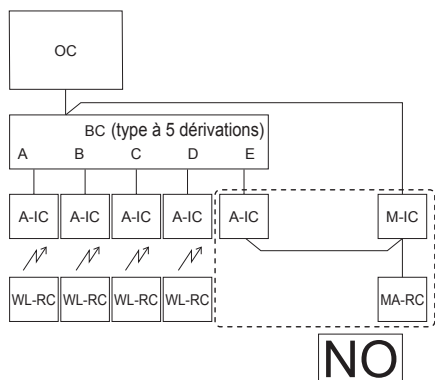 OC
BC (type à 5 dérivations)
A B C D E
A-IC A-IC A-IC A-IC A-IC M-IC
WL-RC WL-RC WL-RC WL-RC MA-RC
NO